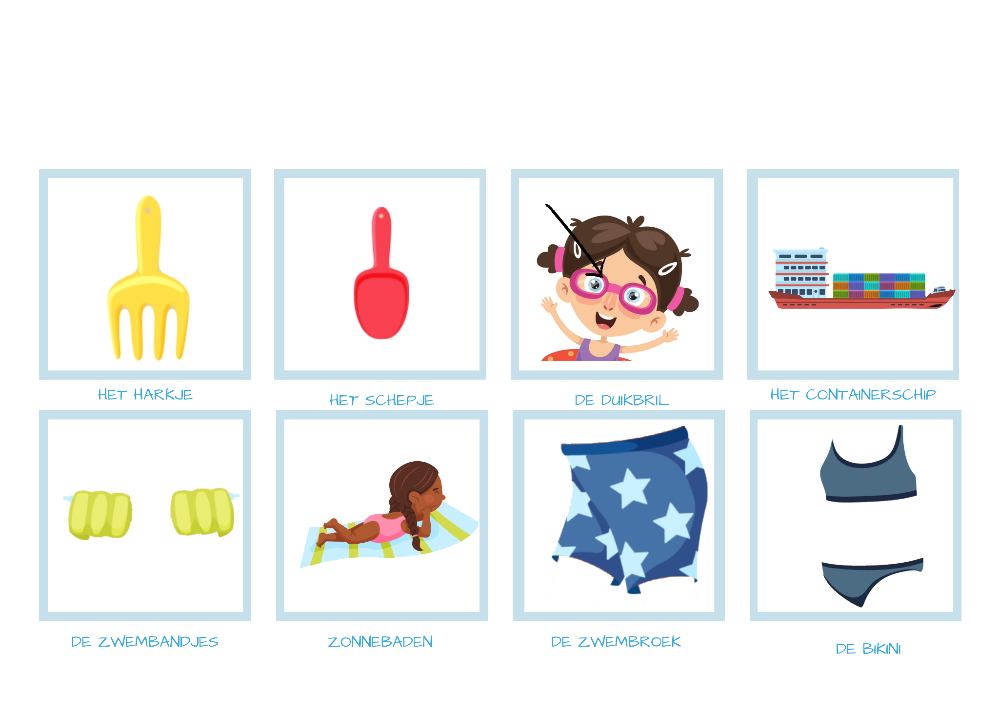 HET HARKJE
HET SCHEPJE
DE DUIKBRIL
HET CONTAINERSCHIP
DE ZWEMBANDJES
ZONNEBADEN
DE ZWEMBROEK
DE BIKINI